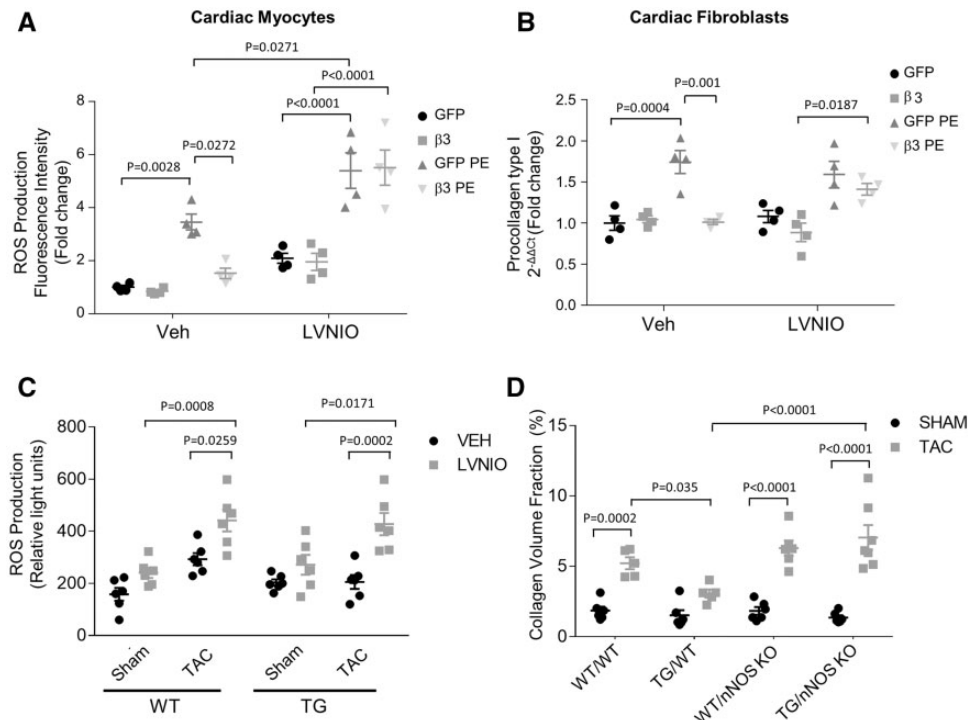 A
Cardiac Myocytes
P=0.0271
P<0.0001
P<0.0001
P=0.0272
P=0.0028
ROS Production
Fluorescence Intensity
(Fold change)
8
6
4
2
0
Veh
LVNIO
GFP
β3
GFP PE
β3 PE
B
Cardiac Fibroblasts
P=0.001
P=0.0004
P=0.0187
Procollagen type I
2-ΔΔCt (Fold change)
2.5
2.0
1.5
1.0
0.5
0.0
Veh
LVNIO
GFP
β 3
GFP PE
β3 PE
C
P=0.0008
P=0.0171
P=0.0259
P=0.0002
ROS Production
(Relative light units)
800
600
400
200
0
Sham
TAC
Sham
TAC
WT
TG
VEH
LVNIO
D
P<0.0001
P<0.0001
P<0.0001
P=0.035
P=0.0002
Collagen Volume Fraction (%)
15
10
5
0
WT/WT
TG/WT
WT/nNOS KO
TG/nNOS KO
SHAM
TAC